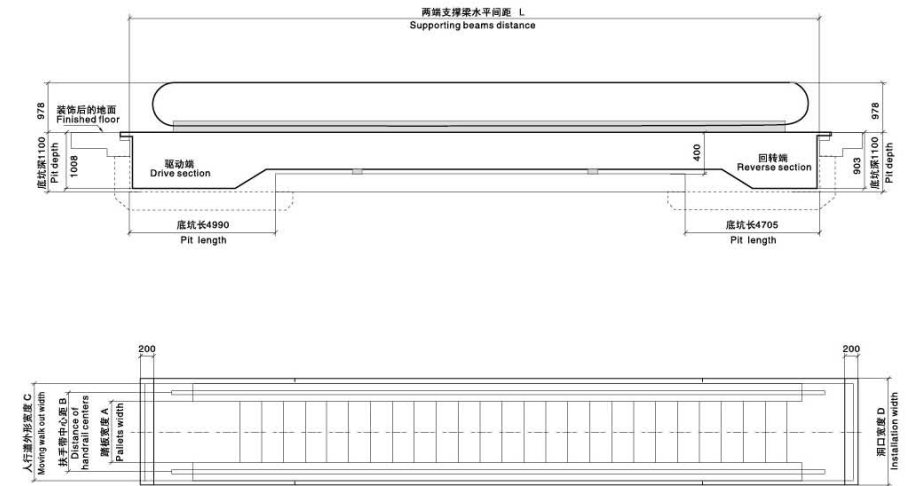 两端支撑梁水平间距 L
Supporting beams distance
978
装饰后的地面
Finished floor
底坑深1100
Pit depth
1008
驱动端
Drive section
400
回转端
Reverse section
978
903
底坑深1100
Pit depth
底坑长4990
Pit length
底坑长4705
Pit length
200
200
人行道外形宽度 C
Moving walk out width
扶手带中心距 B
Distance of
handrail centers
踏板宽度 A
Pallets width
洞口宽度 D
Installation width